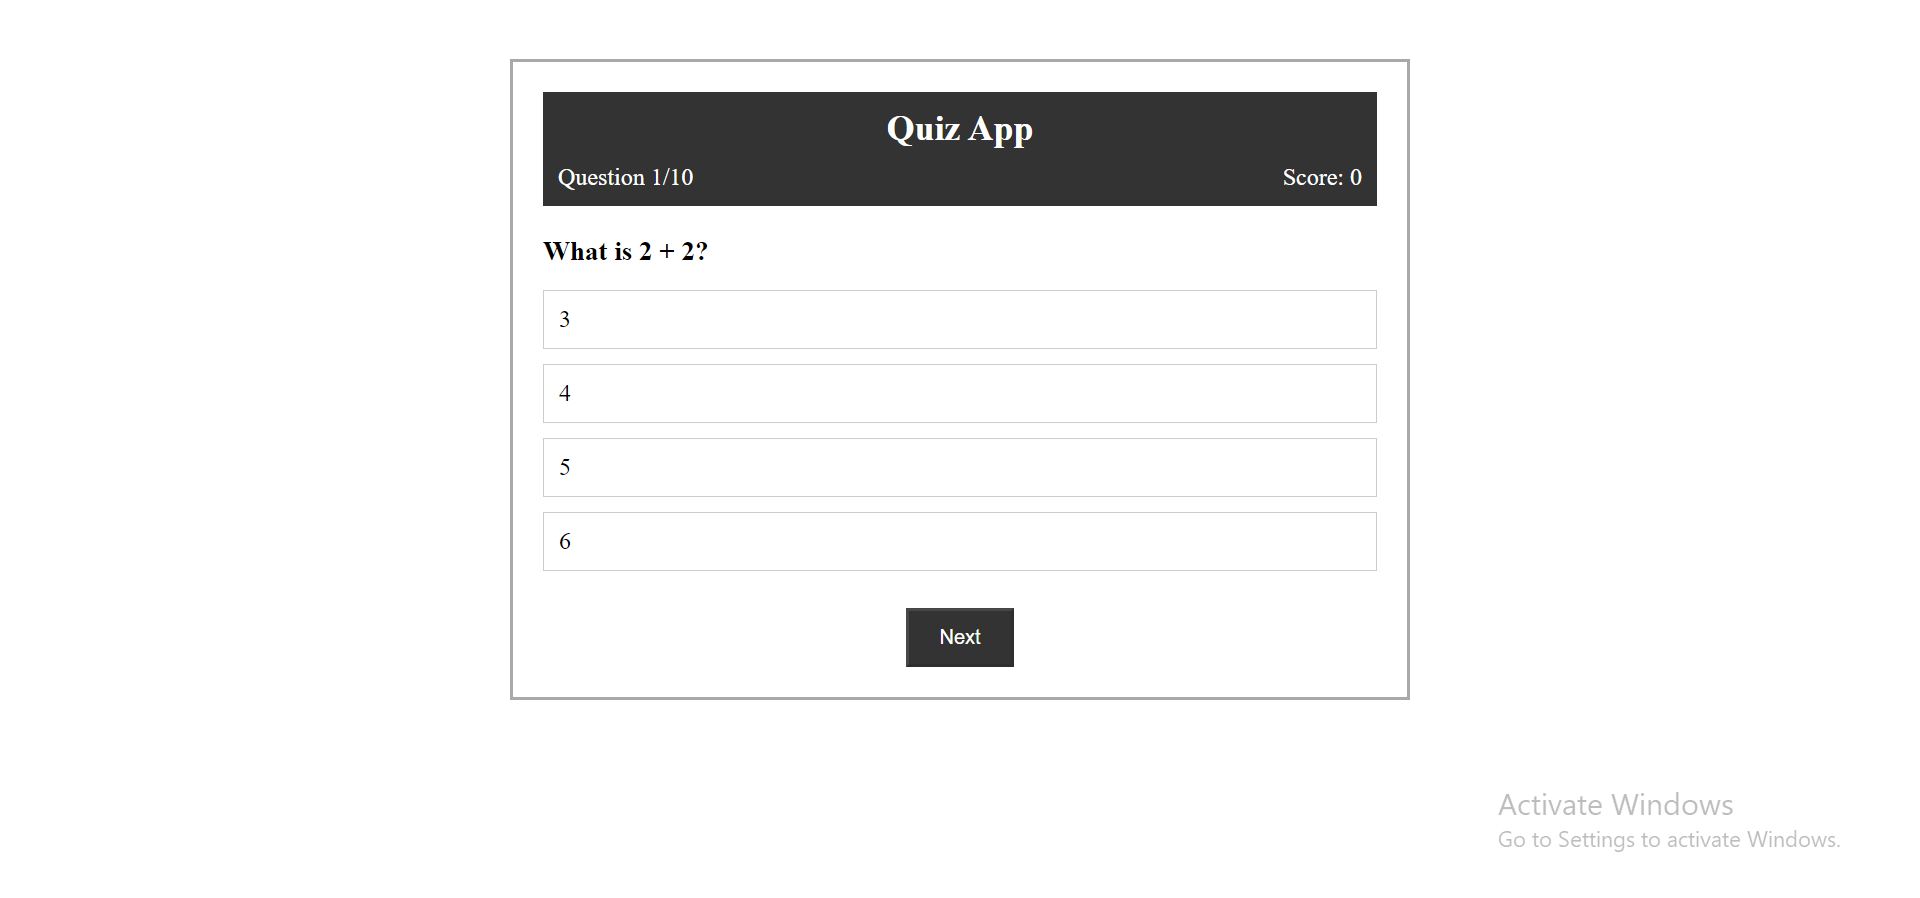 Quiz App
Question 1/10 Score: 0
What is 2 + 2?
3
4
5
6
Next
Activate Windows
Go to Settings to activate Windows.